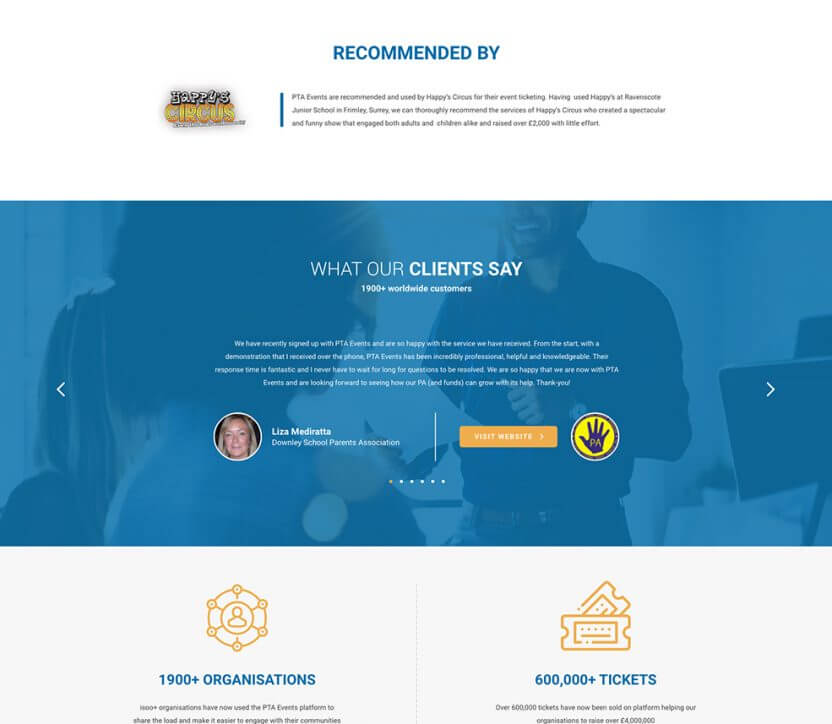 RECOMMENDED BY
HAPPY'S
CIRCUS
PTA Events are recommended and used by Happy's Circus for their event ticketing. Having used Happy's at Ravenscote
Junior School in Frimley, Surrey, we can thoroughly recommend the services of Happy's Circus who created a spectacular
and funny show that engaged both adults and children alike and raised over £2,000 with little effort.
WHAT OUR CLIENTS SAY
1900+ worldwide customers
We have recently signed up with PTA Events and are so happy with the service we have received. From the start, with a
demonstration that I received over the phone, PTA Events has been incredibly professional, helpful and knowledgeable. Their
response time is fantastic and I never have to wait for long for questions to be resolved. We are so happy that we are now with PTA
Events and are looking forward to seeing how our PA (and funds) can grow with its help. Thank-you!
Liza Mediratta
Downley School Parents Association
VISIT WEBSITE
PA
1900+ ORGANISATIONS
isoo+ organisations have now used the PTA Events platform to
share the load and make it easier to engage with their communities
600,000+ TICKETS
Over 600,000 tickets have now been sold on platform helping our
organisations to raise over £4,000,000